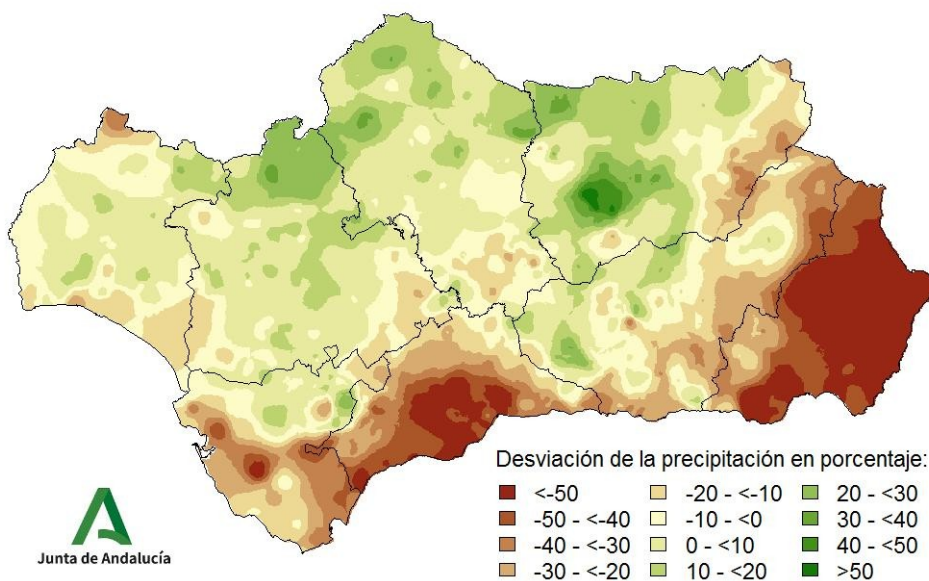 Desviación de la precipitación en porcentaje:
<-50
-50 - <-40
-40 - <-30
-30 - <-20
-20 - <-10
-10 - <0
0 - <10
10 - <20
20 - <30
30 - <40
40 - <50
>50
Junta de Andalucía